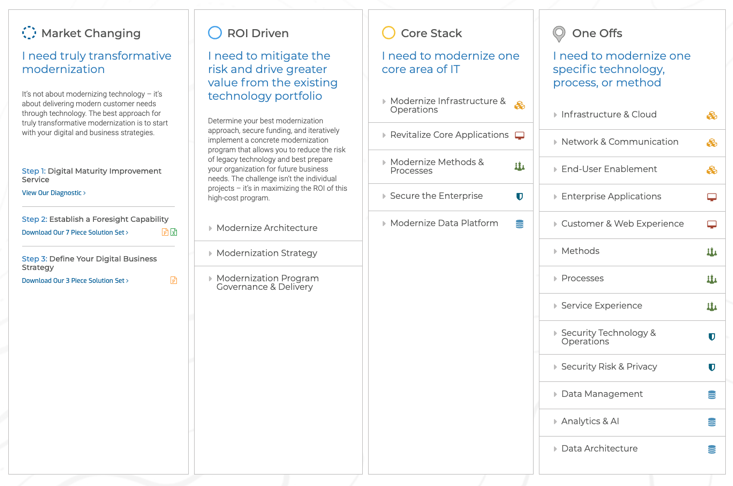 Market Changing
I need truly transformative
modernization
It's not about modernizing technology – it's
about delivering modern customer needs
through technology. The best approach for
truly transformative modernization is to start
with your digital and business strategies.
Step 1: Digital Maturity Improvement
Service
View Our Diagnostic ›
Step 2: Establish a Foresight Capability
Download Our 7 Piece Solution Set ›
Step 3: Define Your Digital Business
Strategy
Download Our 3 Piece Solution Set ›
ROI Driven
I need to mitigate the
risk and drive greater
value from the existing
technology portfolio
Determine your best modernization
approach, secure funding, and iteratively
implement a concrete modernization
program that allows you to reduce the risk
of legacy technology and best prepare
your organization for future business
needs. The challenge isn't the individual
projects – it's in maximizing the ROI of this
high-cost program.
Modernize Architecture
Modernization Strategy
Modernization Program
Governance & Delivery
Core Stack
I need to modernize one
core area of IT
Modernize Infrastructure &
Operations
Revitalize Core Applications
Modernize Methods &
Processes
Secure the Enterprise
Modernize Data Platform
One Offs
I need to modernize one
specific technology,
process, or method
Infrastructure & Cloud
Network & Communication
End-User Enablement
Enterprise Applications
Customer & Web Experience
Methods
Processes
Service Experience
Security Technology &
Operations
Security Risk & Privacy
Data Management
Analytics & AI
Data Architecture